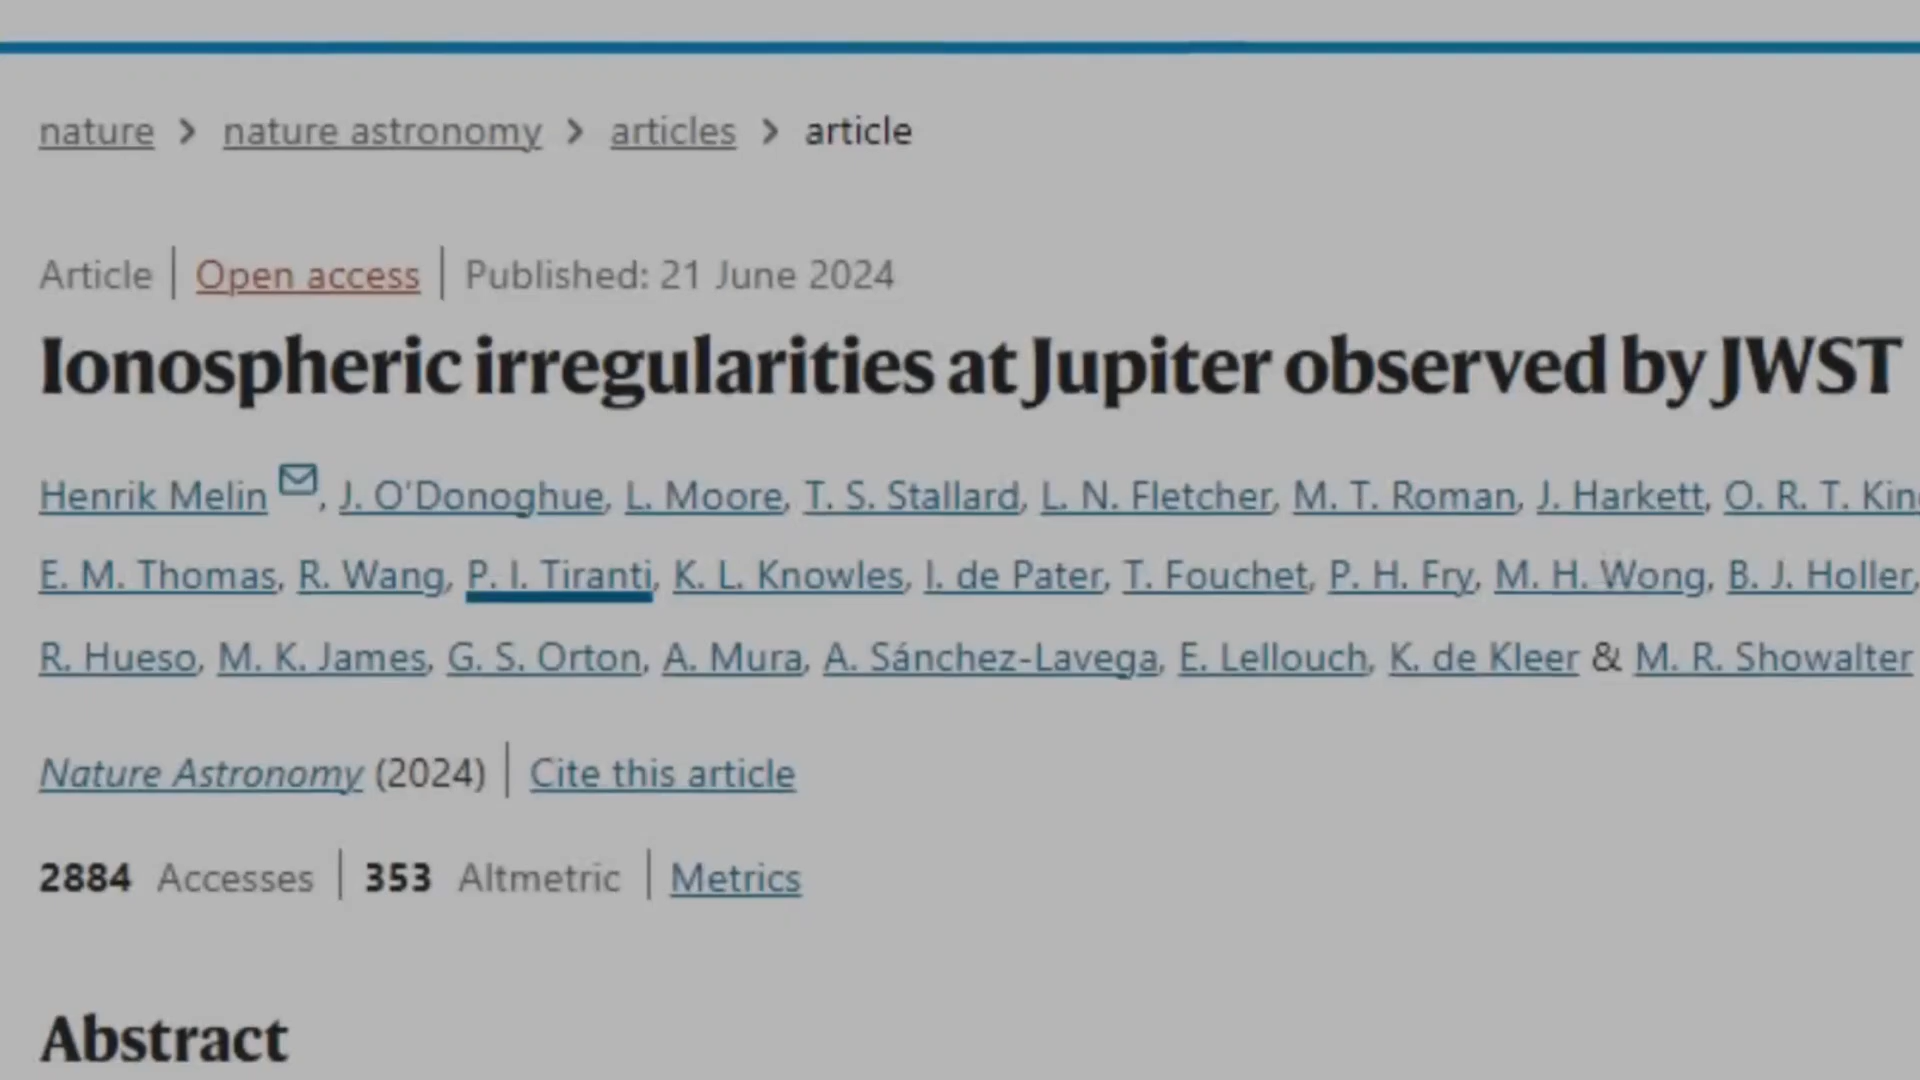 nature > nature astronomy > articles > article
Article | Open access | Published: 21 June 2024
Ionospheric irregularities at Jupiter observed by JWST
Henrik Melin, J. O'Donoghue, L. Moore, T. S. Stallard, L. N. Fletcher, M. T. Roman, J. Harkett, O. R. T.
E. M. Thomas, R. Wang, P. I. Tiranti, K. L. Knowles, I. de Pater, T. Fouchet, P. H. Fry, M. H. Wong, B. J. Holler,
R. Hueso, M. K. James, G. S. Orton, A. Mura, A. Sánchez-Lavega, E. Lellouch, K. de Kleer & M. R. Showalter
Nature Astronomy (2024) | Cite this article
2884 Accesses | 353 Altmetric | Metrics
Abstract